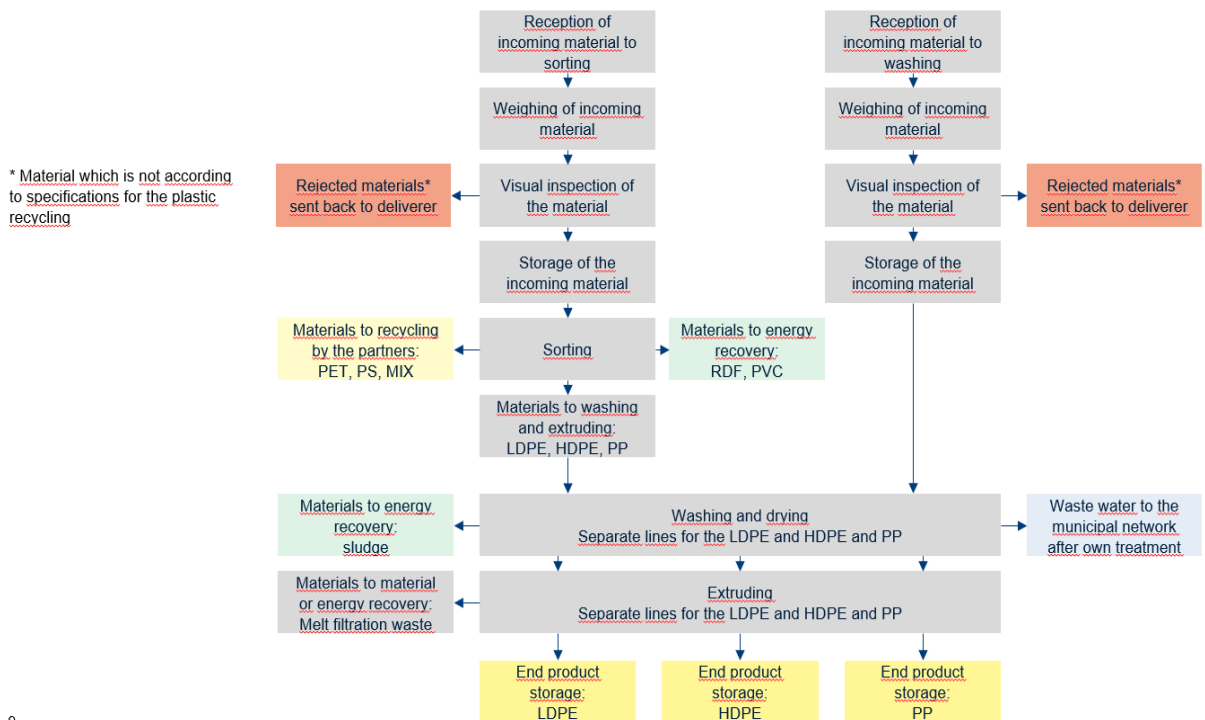 Reception of
incoming material to
sorting
Reception of
incoming material to
washing
Weighing of incoming
material
Weighing of incoming
material
* Material which is not according
to specifications for the plastic
recycling
Rejected materials*
sent back to deliverer
Visual inspection of
the material
Visual inspection of
the material
Rejected materials*
sent back to deliverer
Storage of the
incoming material
Storage of the
incoming material
Materials to recycling
by the partners:
PET, PS, MIX
Sorting
Materials to energy
recovery:
RDF, PVC
Materials to washing
and extruding:
LDPE, HDPE, PP
Materials to energy
recovery:
sludge
Washing and drying
Separate lines for the LDPE and HDPE and PP
Waste water to the
municipal network
after own treatment
Materials to material
or energy recovery:
Melt filtration waste
Extruding
Separate lines for the LDPE and HDPE and PP
End product
storage:
LDPE
End product
storage:
HDPE
End product
storage:
PP